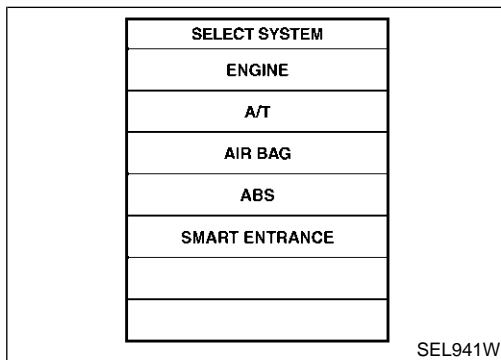 SELECT SYSTEM
ENGINE
A/T
AIR BAG
ABS
SMART ENTRANCE
SEL941W